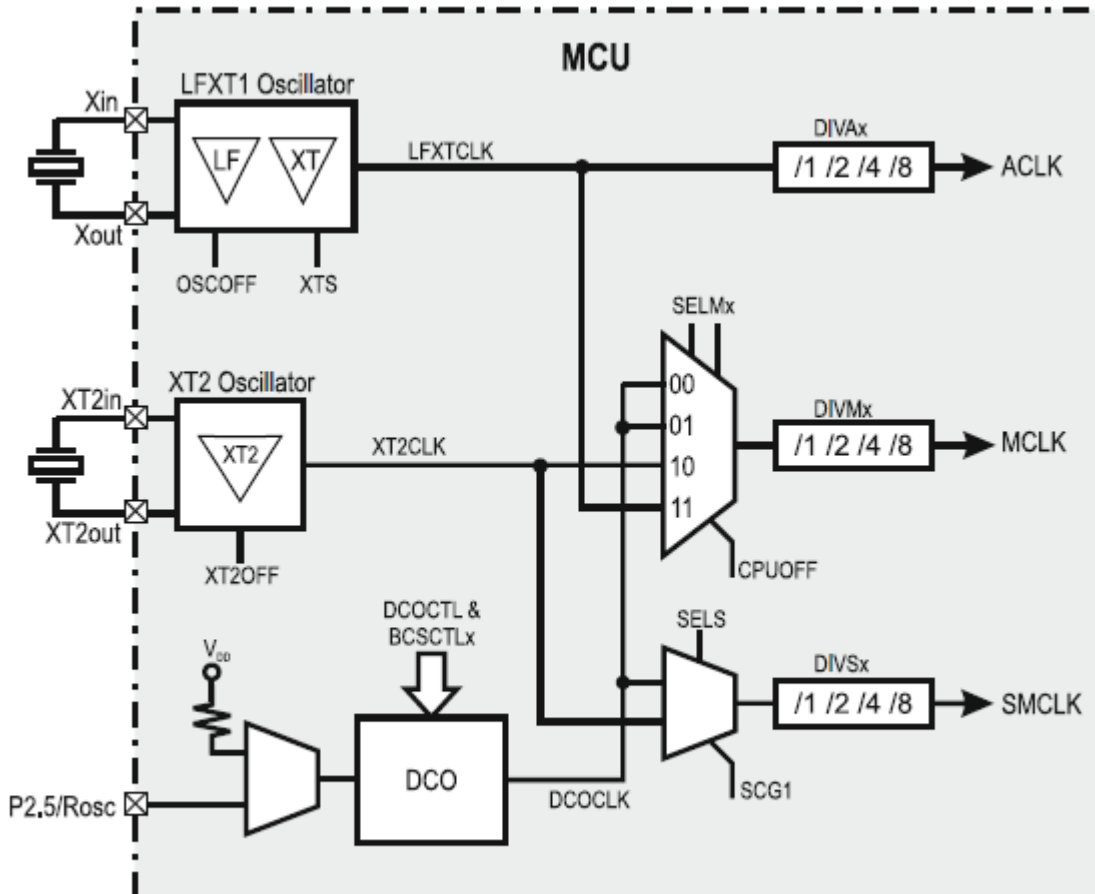 MCU
LFXT1 Oscillator
Xin
LF XT
LFXTCLK
DIVAx
/1 /2 /4 /8
ACLK
Xout
OSCOFF XTS
SELMx
XT2 Oscillator
XT2in
00
01
10
11
DIVMx
/1 /2 /4 /8
MCLK
XT2
XT2CLK
XT2out
XT2OFF
CPUOFF
DCOCTL &
BCSCTLx
SELS
VDD
DIVSx
/1 /2 /4 /8
SMCLK
DCO
DCOCLK
SCG1
P2.5/Rosc